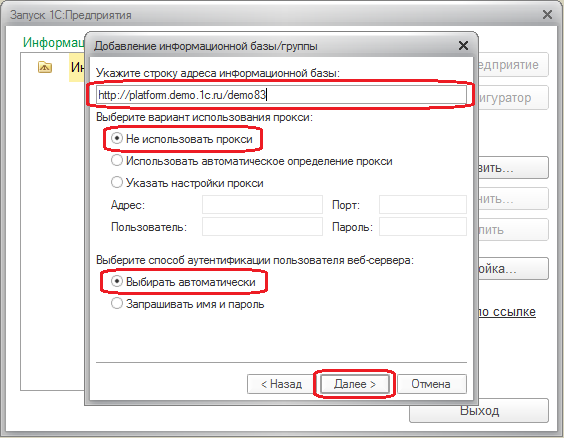 Запуск 1С:Предприятия
Информац
Ин
едприятие
игуратор
вить...
нить...
лить
ойка...
по ссылке
Выход
Добавление информационной базы/группы
Укажите строку адреса информационной базы:
http://platform.demo.1c.ru/demo83
Выберите вариант использования прокси:
Не использовать прокси
Использовать автоматическое определение прокси
Указать настройки прокси
Адрес: Порт:
Пользователь: Пароль:
Выберите способ аутентификации пользователя веб-сервера:
Выбирать автоматически
Запрашивать имя и пароль
< Назад Далее > Отмена